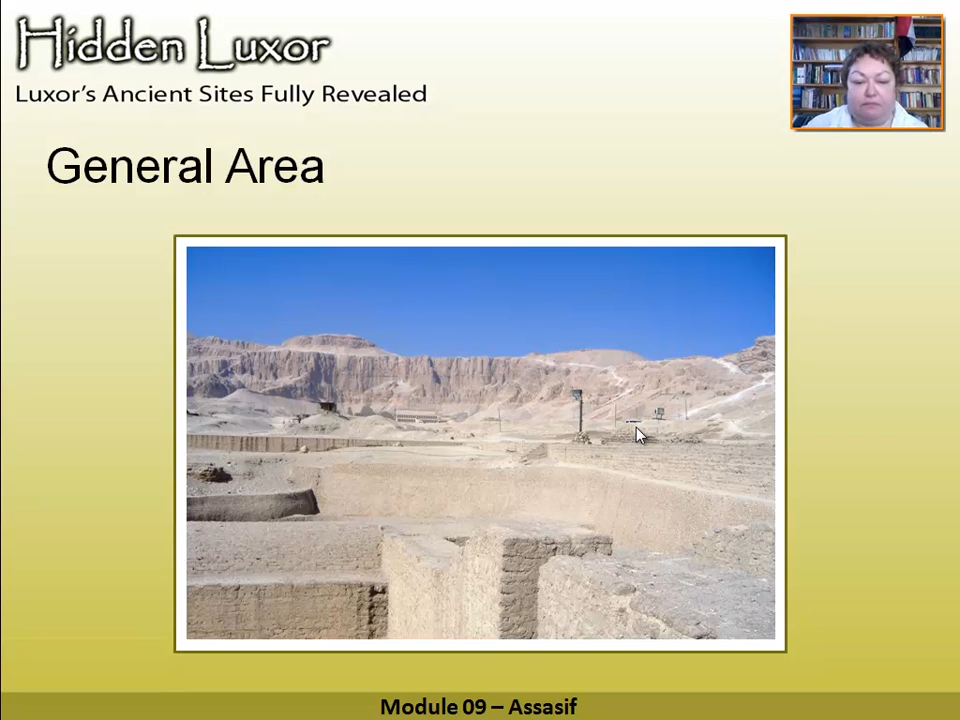 Hidden Luxor
Luxor's Ancient Sites Fully Revealed
General Area
Module 09 – Assasif